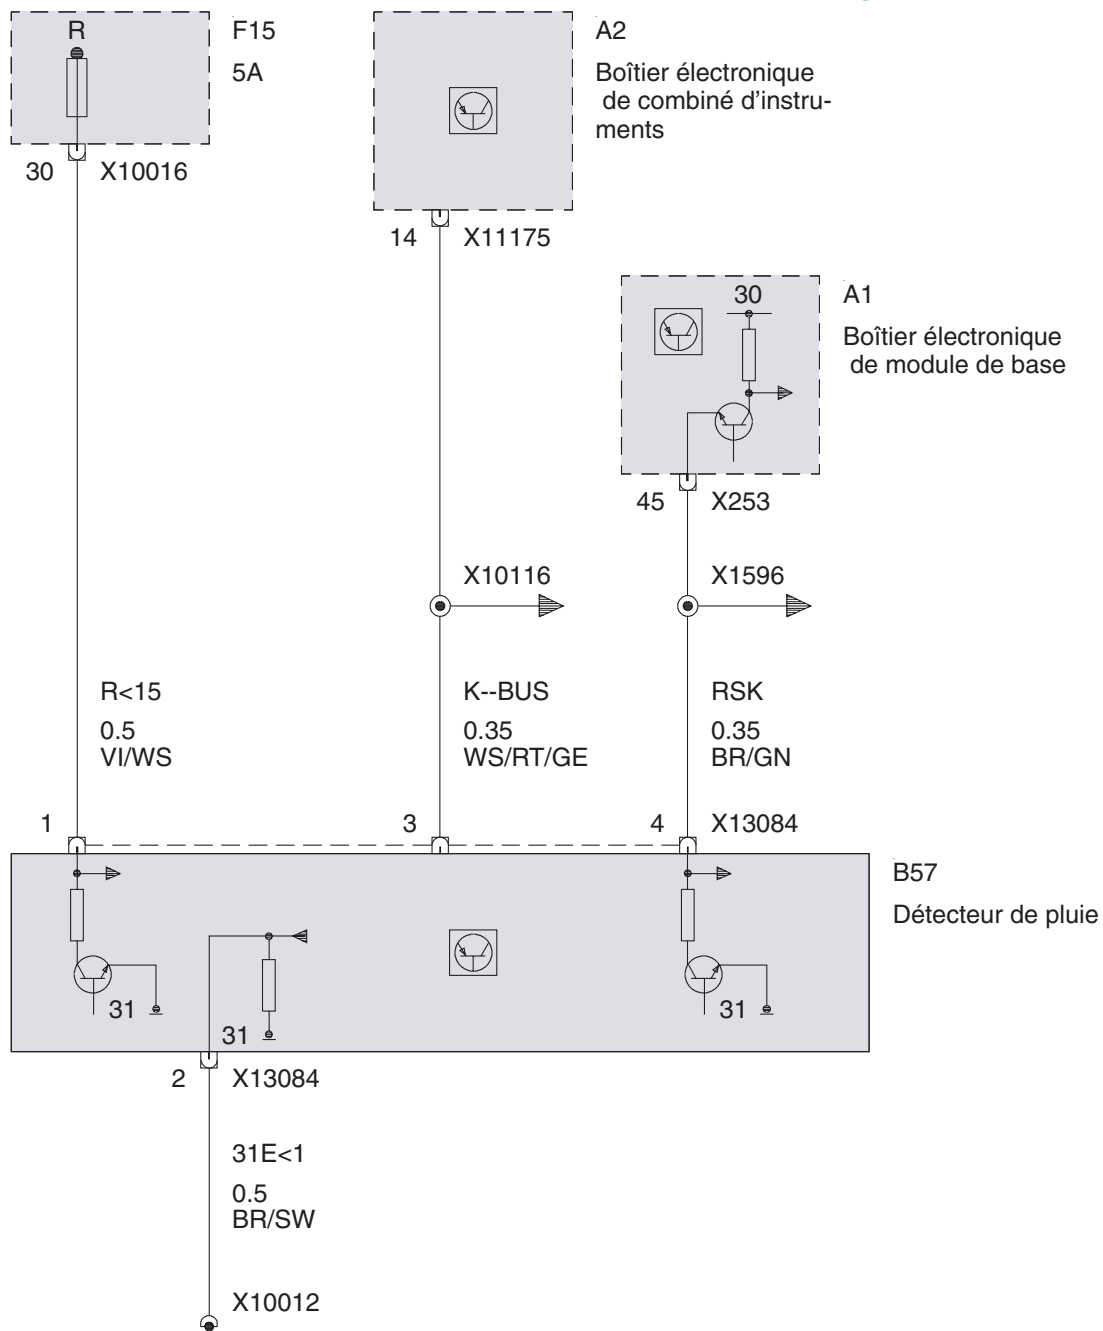 R
F15
5A
30
X10016
A2
Boîtier électronique
de combiné d'instru-
ments
14
X11175
30
A1
Boîtier électronique
de module de base
45
X253
X10116
X1596
R<15
0.5
VI/WS
K--BUS
0.35
WS/RT/GE
RSK
0.35
BR/GN
1
3
4
X13084
B57
Détecteur de pluie
31
31
31
2
X13084
31E<1
0.5
BR/SW
X10012